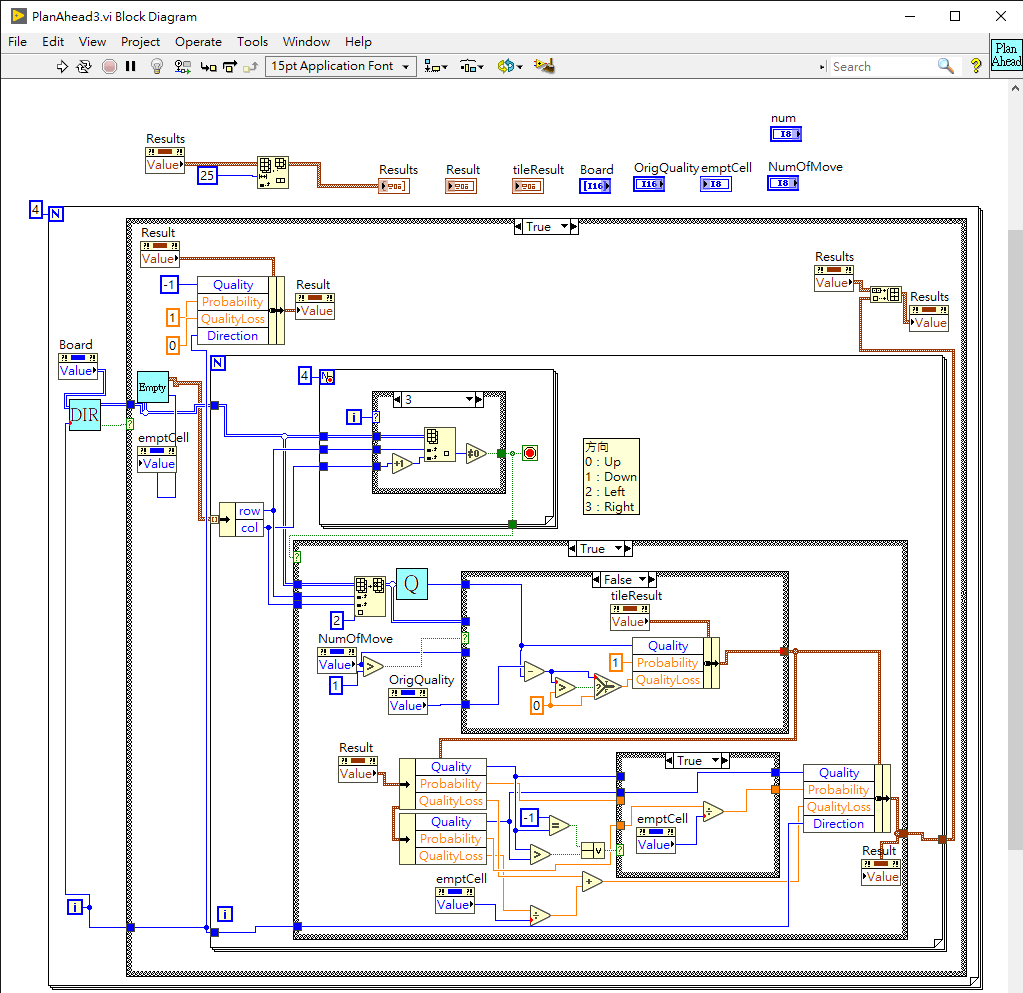 PlanAhead3.vi Block Diagram
File Edit View Project Operate Tools Window Help
15pt Application Font
Search
Plan
Ahead
num
I8
Results
Value
25
Results
Result
tileResult
Board
[I16]
OrigQuality
I16
emptCell
I8
NumOfMove
I8
4
N
True
Result
Value
-1
1
0
Quality
Probability
QualityLoss
Direction
Result
Value
Results
Value
Results
Value
Board
Value
DIR
Empty
emptCell
Value
N
4
N
3
i
+1
≠0
方向
0 : Up
1 : Down
2 : Left
3 : Right
row
col
True
Q
2
NumOfMove
Value
>
1
OrigQuality
Value
False
tileResult
Value
1
Quality
Probability
QualityLoss
-
>
0
?
T
F
Result
Value
Quality
Probability
QualityLoss
Quality
Probability
QualityLoss
-1
=
>
v
True
emptCell
Value
÷
+
÷
emptCell
Value
Quality
Probability
QualityLoss
Direction
Result
Value
i
i